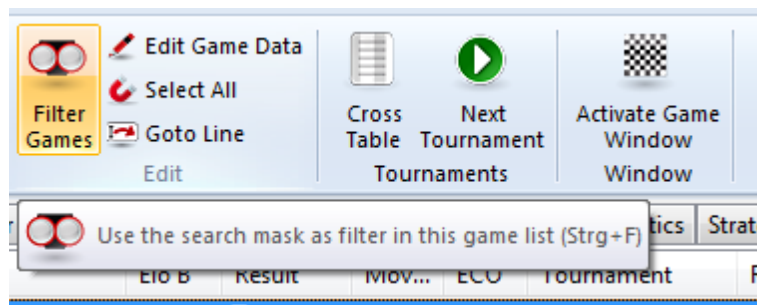 Edit Game Data
Select All
Filter
Games
Goto Line
Edit
Cross
Table
Next
Tournament
Tournaments
Activate Game
Window
Window
Use the search mask as filter in this game list (Strg+F)
tics
Strat
Elo B
Result
Mov...
ECO
Tournament